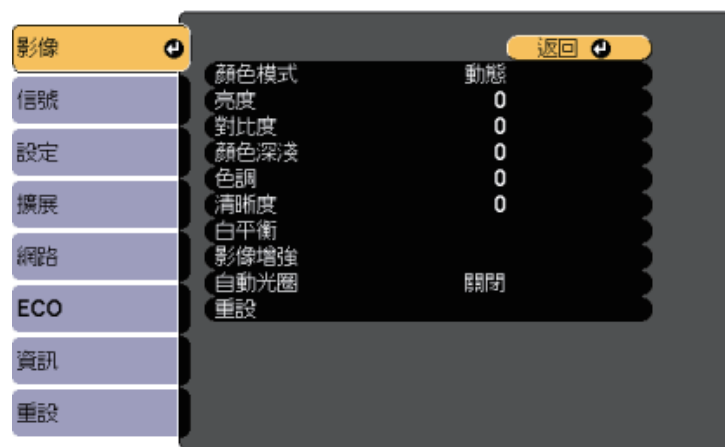 影像
信號
設定
擴展
網路
ECO
資訊
重設
返回
顏色模式 動態
亮度 0
對比度 0
顏色深淺 0
色調 0
清晰度 0
白平衡
影像增強
自動光圈 關閉
重設